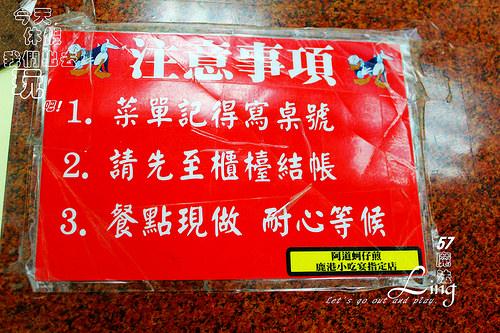 今天
休假
我們出去
玩
吧!
注意事項
1. 菜單記得寫桌號
2. 請先至櫃檯結帳
3. 餐點現做 耐心等候
阿道蚵仔煎
鹿港小吃宴指定店
57
魔法
Ling
Let's go out and play.